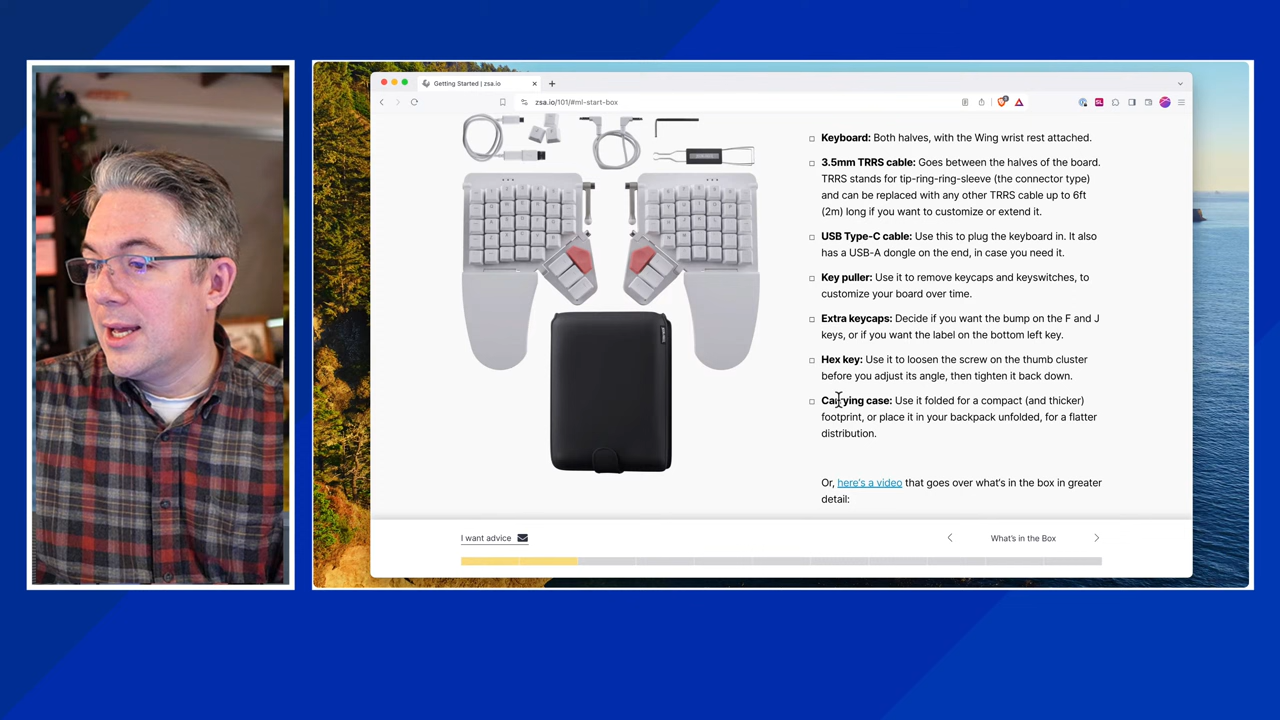 Getting Started | zsa.io
zsa.io/101/#ml-start-box
Keyboard: Both halves, with the Wing wrist rest attached.
3.5mm TRRS cable: Goes between the halves of the board.
TRRS stands for tip-ring-ring-sleeve (the connector type)
and can be replaced with any other TRRS cable up to 6ft
(2m) long if you want to customize or extend it.
USB Type-C cable: Use this to plug the keyboard in. It also
has a USB-A dongle on the end, in case you need it.
Key puller: Use it to remove keycaps and keyswitches, to
customize your board over time.
Extra keycaps: Decide if you want the bump on the F and J
keys, or if you want the label on the bottom left key.
Hex key: Use it to loosen the screw on the thumb cluster
before you adjust its angle, then tighten it back down.
Carrying case: Use it folded for a compact (and thicker)
footprint, or place it in your backpack unfolded, for a flatter
distribution.
Or, here's a video that goes over what's in the box in greater
detail:
I want advice
What's in the Box